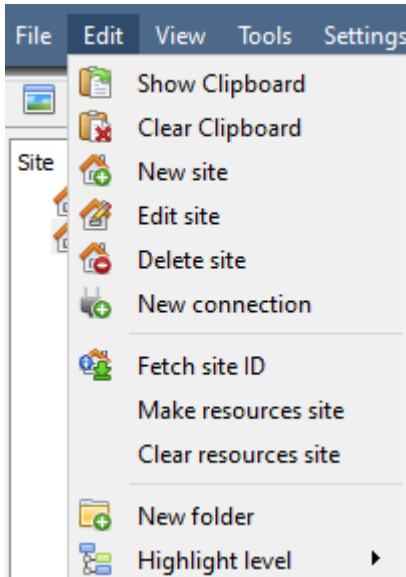 File Edit View Tools Settings
Show Clipboard
Clear Clipboard
Site
New site
Edit site
Delete site
New connection
Fetch site ID
Make resources site
Clear resources site
New folder
Highlight level